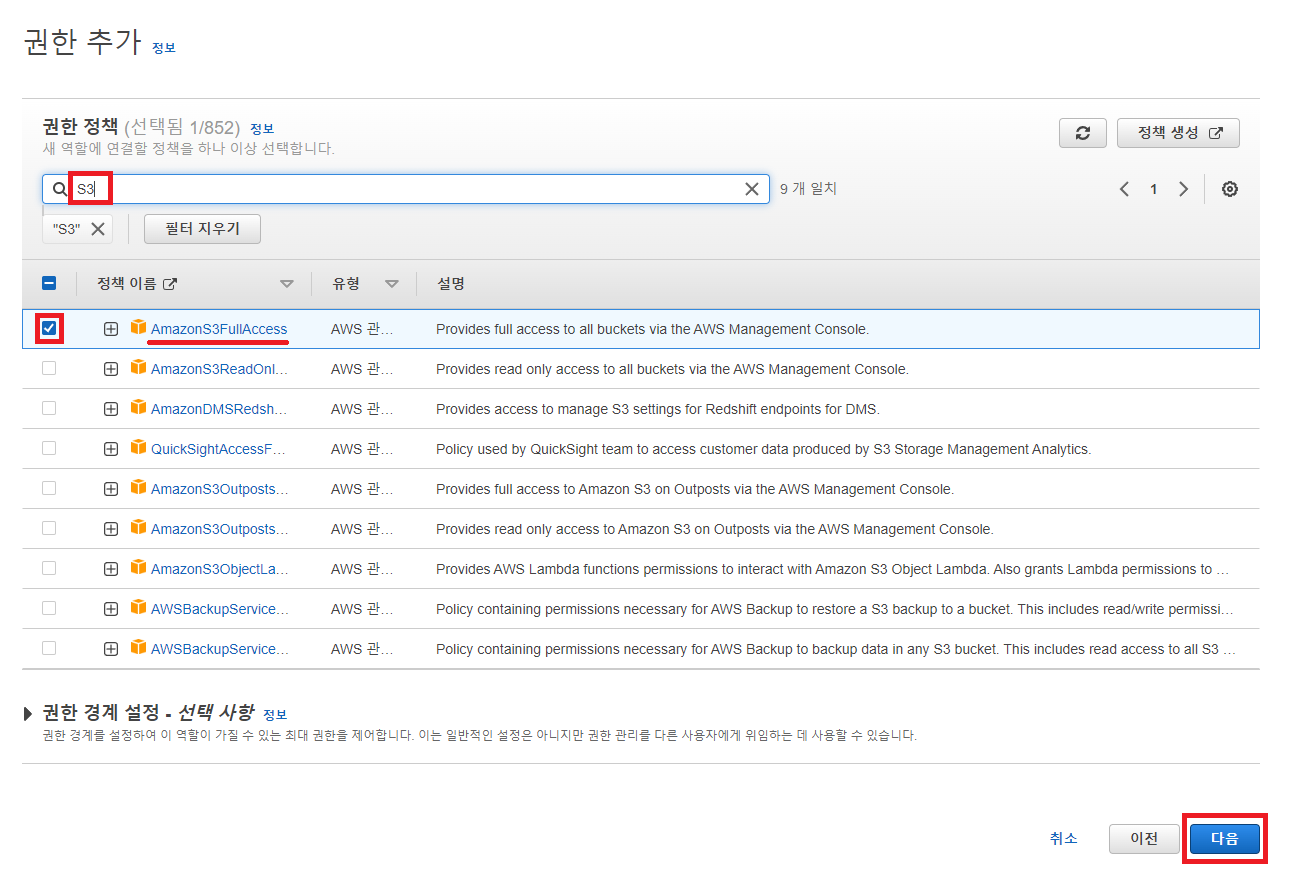 권한 추가 정보
권한 정책 (선택됨 1/852) 정보
새 역할에 연결할 정책을 하나 이상 선택합니다.
정책 생성
S3
9 개 일치
1
"S3"
필터 지우기
정책 이름 유형 설명
AmazonS3FullAccess AWS 관... Provides full access to all buckets via the AWS Management Console.
AmazonS3ReadOnl... AWS 관... Provides read only access to all buckets via the AWS Management Console.
AmazonDMSRedsh... AWS 관... Provides access to manage S3 settings for Redshift endpoints for DMS.
QuickSightAccessF... AWS 관... Policy used by QuickSight team to access customer data produced by S3 Storage Management Analytics.
AmazonS3Outposts... AWS 관... Provides full access to Amazon S3 on Outposts via the AWS Management Console.
AmazonS3Outposts... AWS 관... Provides read only access to Amazon S3 on Outposts via the AWS Management Console.
AmazonS3ObjectLa... AWS 관... Provides AWS Lambda functions permissions to interact with Amazon S3 Object Lambda. Also grants Lambda permissions to ...
AWSBackupService... AWS 관... Policy containing permissions necessary for AWS Backup to restore a S3 backup to a bucket. This includes read/write permissi...
AWSBackupService... AWS 관... Policy containing permissions necessary for AWS Backup to backup data in any S3 bucket. This includes read access to all S3 ...
권한 경계 설정 - 선택 사항 정보
권한 경계를 설정하여 이 역할이 가질 수 있는 최대 권한을 제어합니다. 이는 일반적인 설정은 아니지만 권한 관리를 다른 사용자에게 위임하는 데 사용할 수 있습니다.
취소 이전 다음